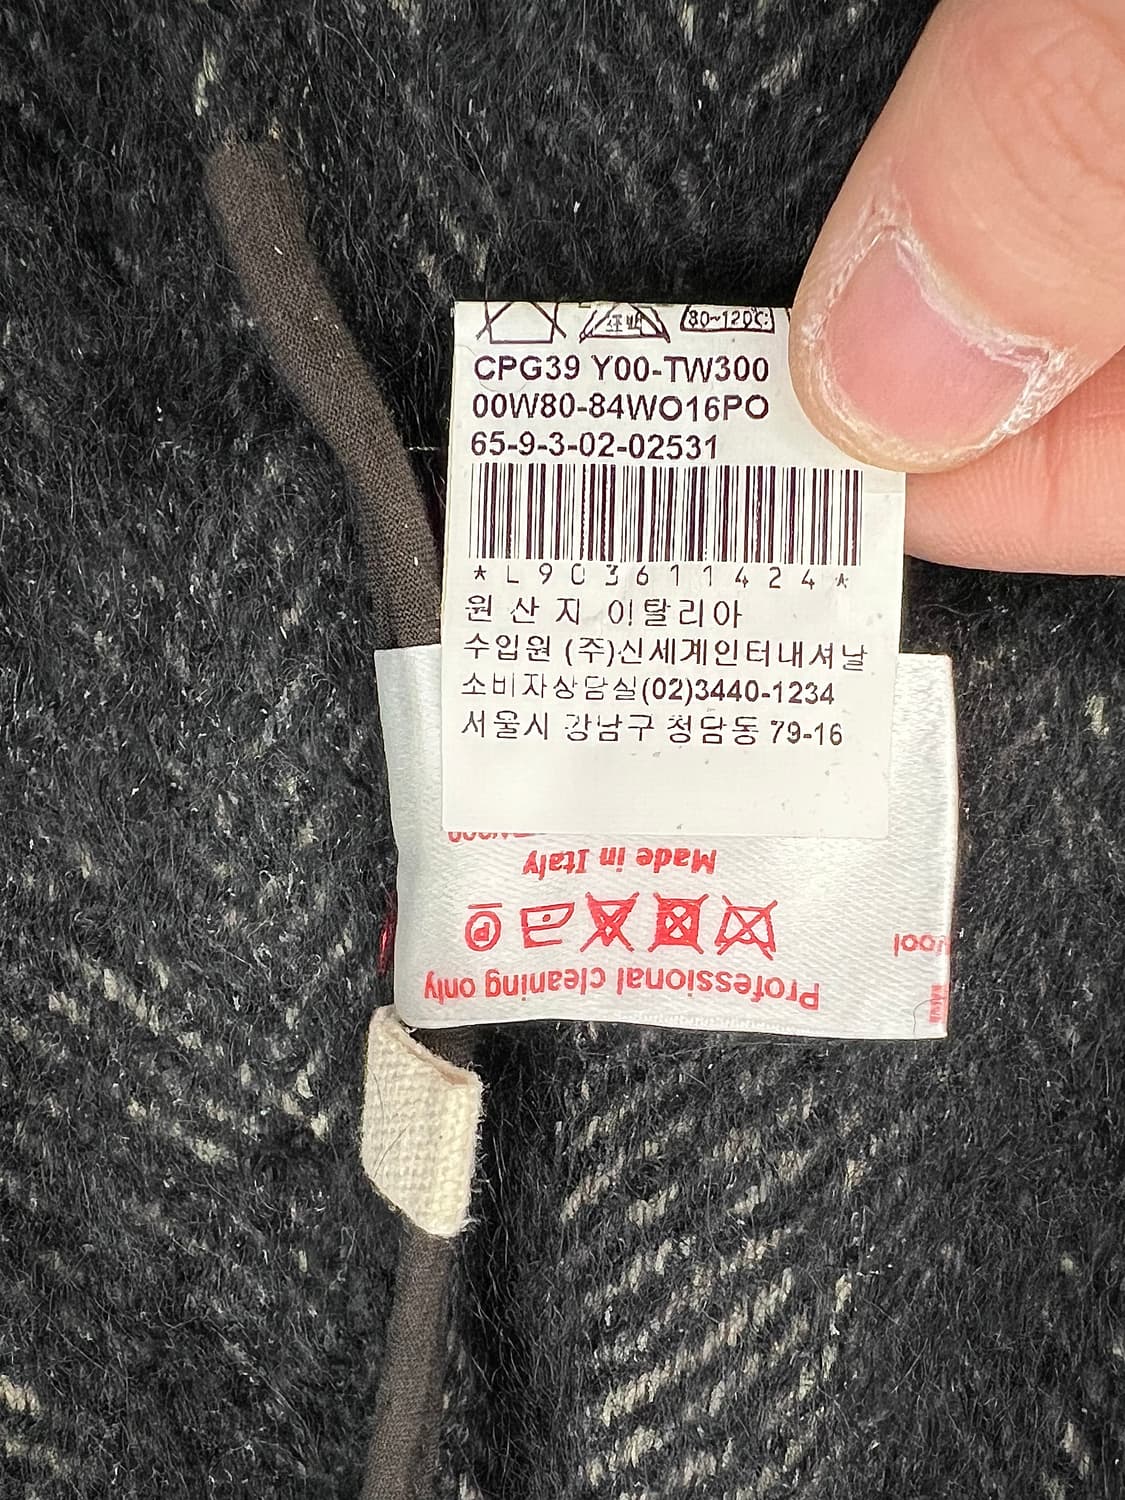 80~120℃
CPG39 Y00-TW300
00W80-84WO16PO
65-9-3-02-02531
*L903611424*
원산지 이탈리아
수입원 (주)신세계인터내셔날
소비자상담실(02)3440-1234
서울시 강남구 청담동 79-16
Made in Italy
P
Professional cleaning only